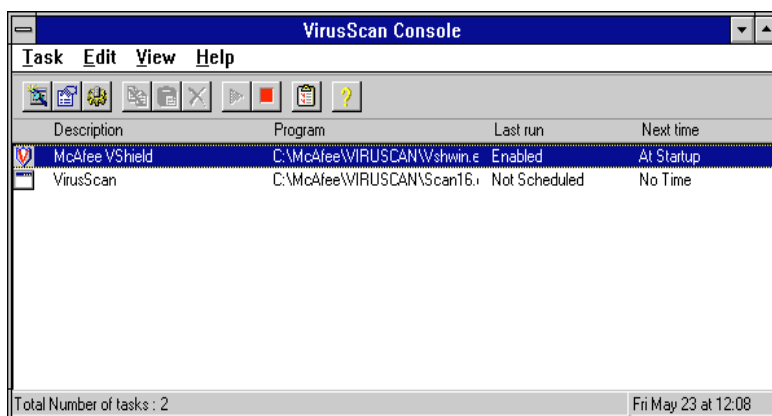 VirusScan Console
Task Edit View Help
Description Program Last run Next time
McAfee VShield C:\McAfee\VIRUSCAN\Vshwin.e Enabled At Startup
VirusScan C:\McAfee\VIRUSCAN\Scan16. Not Scheduled No Time
Total Number of tasks : 2 Fri May 23 at 12:08